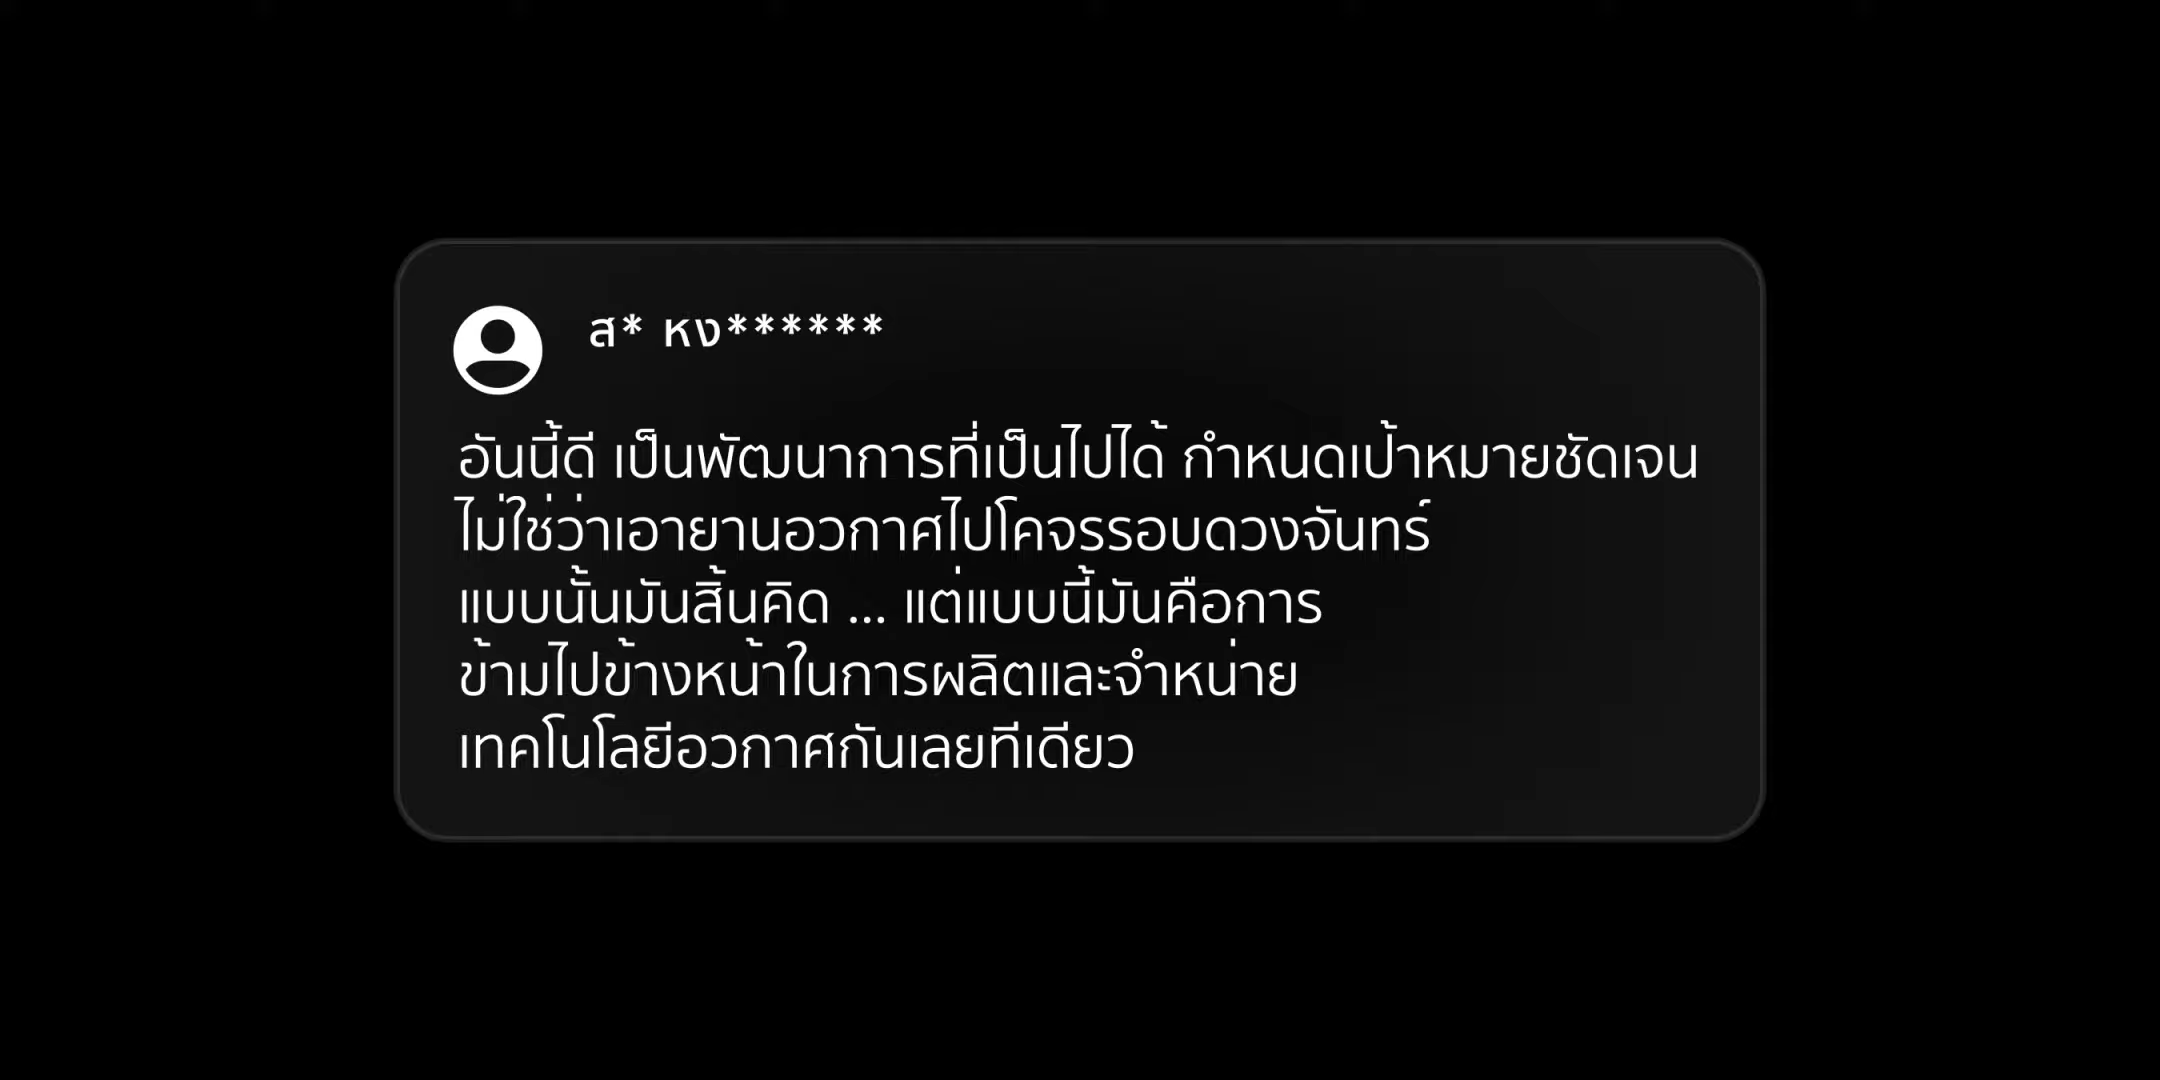 ส* หง******
อันนี้ดี เป็นพัฒนาการที่เป็นไปได้ กำหนดเป้าหมายชัดเจน
ไม่ใช่ว่าเอายานอวกาศไปโคจรรอบดวงจันทร์
แบบนั้นมันสิ้นคิด ... แต่แบบนี้มันคือการ
ข้ามไปข้างหน้าในการผลิตและจำหน่าย
เทคโนโลยีอวกาศกันเลยทีเดียว